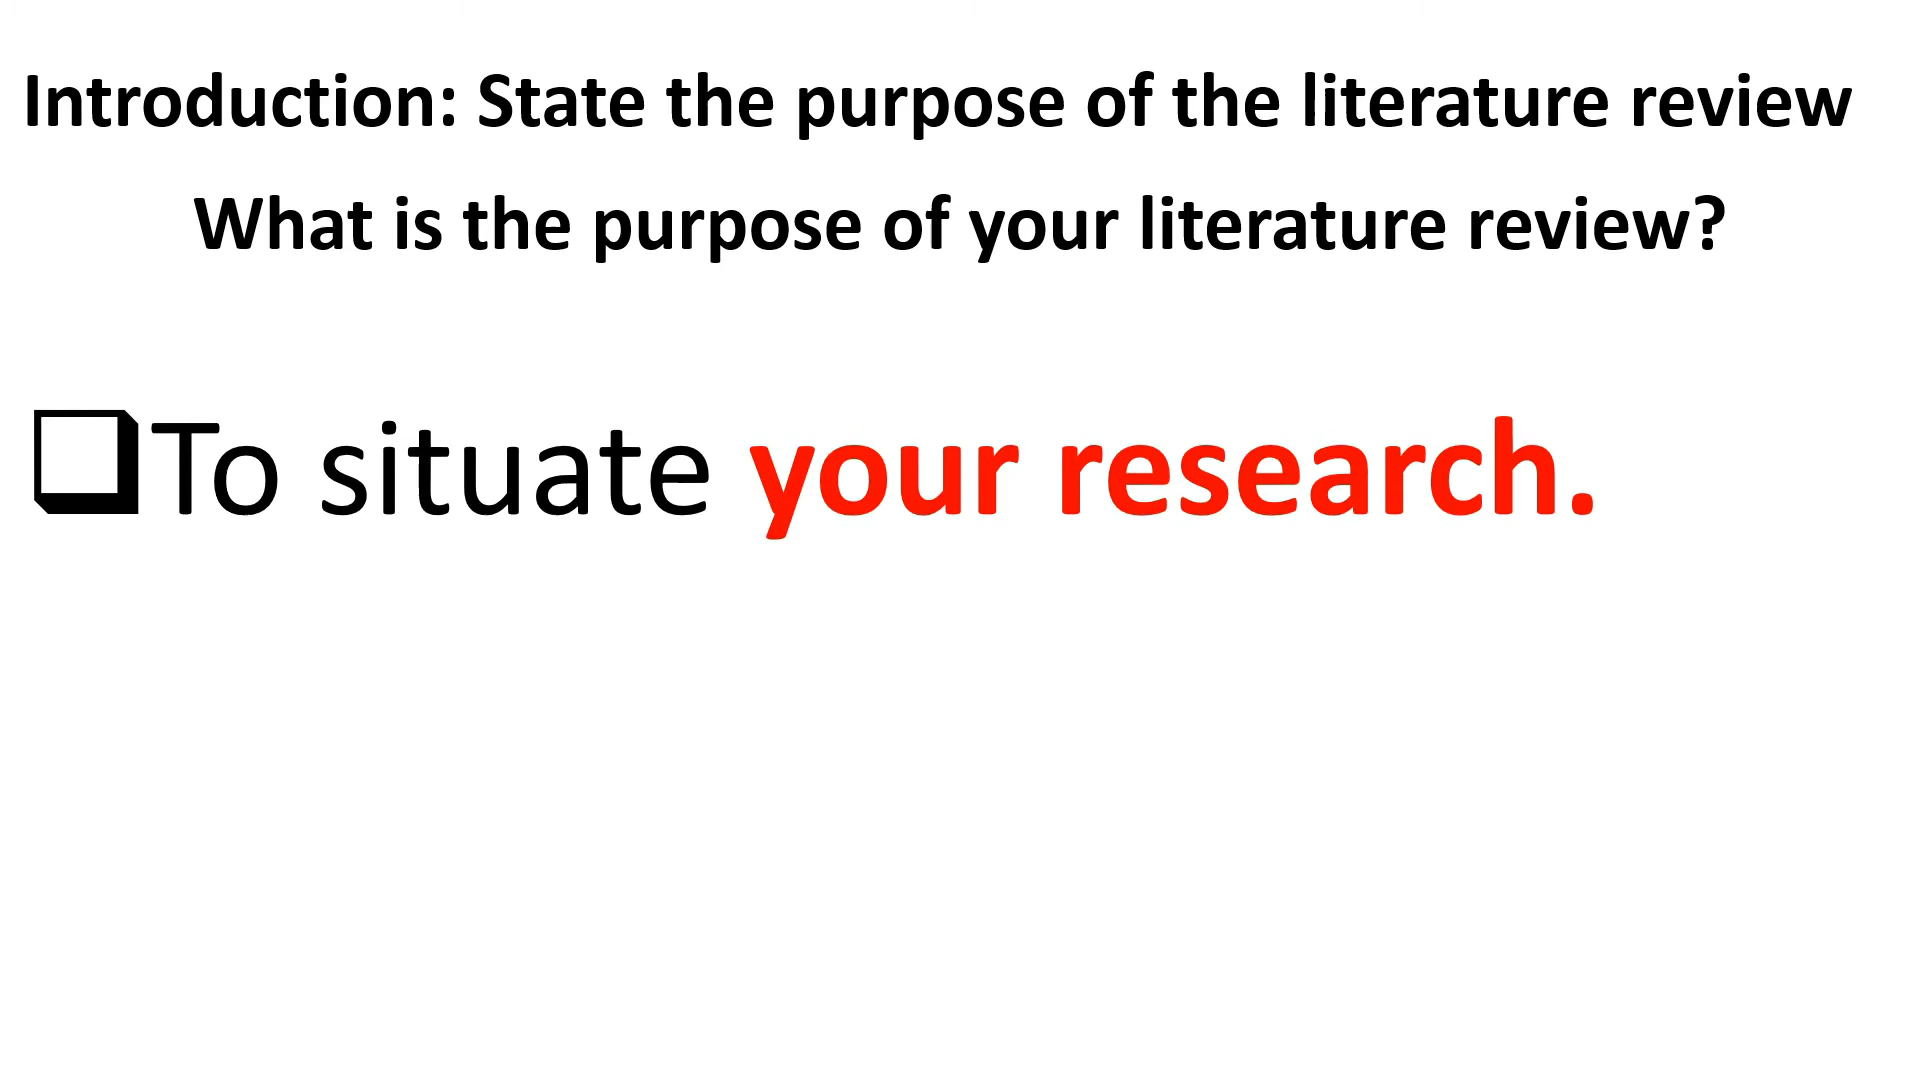 Introduction: State the purpose of the literature review
What is the purpose of your literature review?
❑To situate your research.